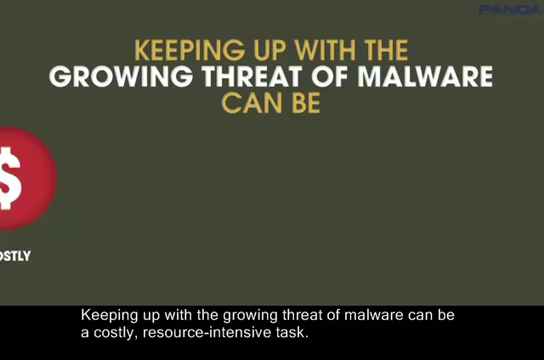 PANDA
KEEPING UP WITH THE
GROWING THREAT OF MALWARE
CAN BE
$
OSTLY
Keeping up with the growing threat of malware can be
a costly, resource-intensive task.